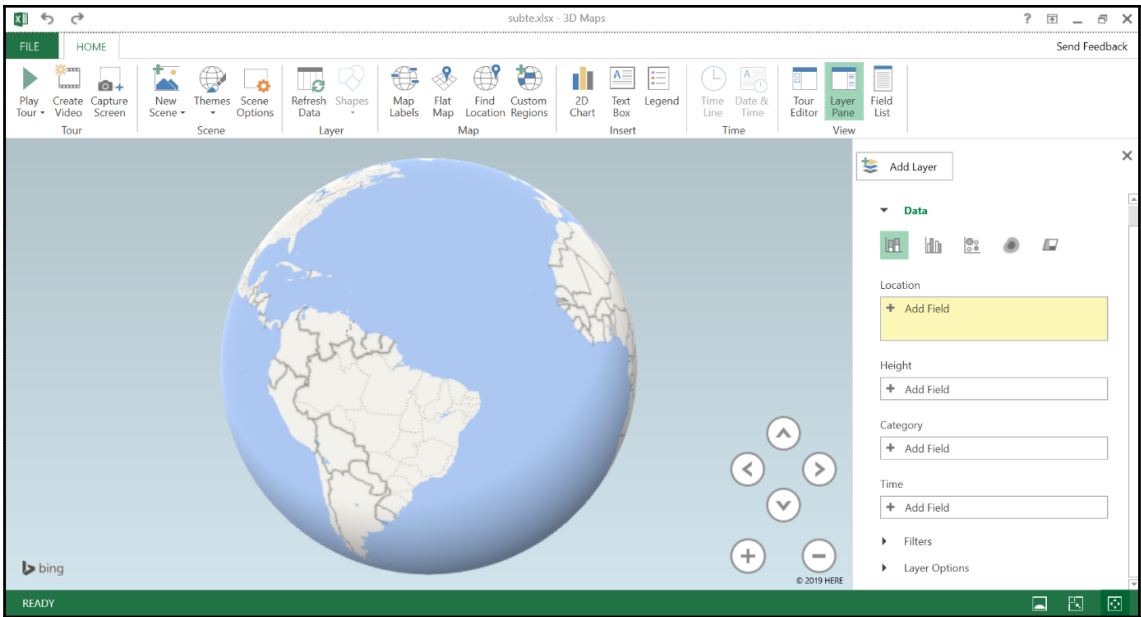 subte.xlsx - 3D Maps
?
FILE HOME Send Feedback
Play Tour
Create Video
Capture Screen
New Scene
Themes
Scene Options
Refresh Data
Shapes
Map Labels
Flat Map
Find Location
Custom Regions
2D Chart
Text Box
Legend
Time Line
Date & Time
Tour Editor
Layer Pane
Field List
Tour Scene Layer Map Insert Time View
Add Layer
Data
Location
+ Add Field
Height
+ Add Field
Category
+ Add Field
Time
+ Add Field
Filters
Layer Options
bing
© 2019 HERE
READY